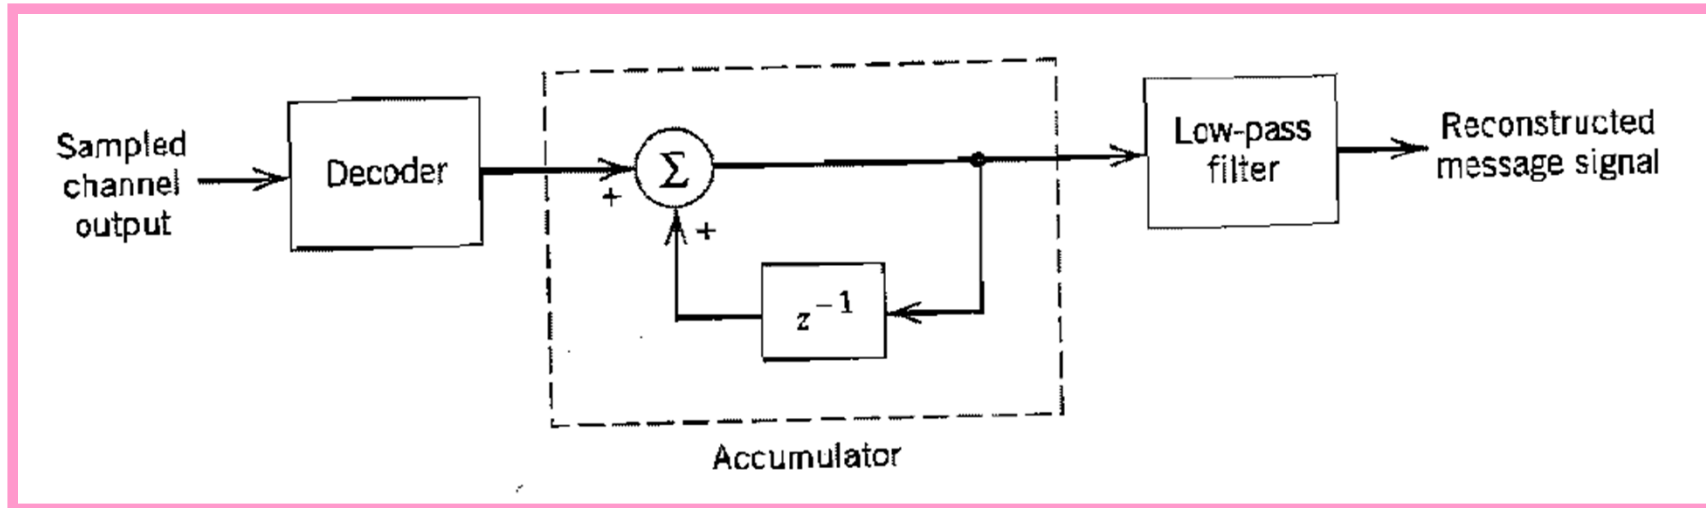 Sampled
channel
output
Decoder
+
Σ
+
z⁻¹
Accumulator
Low-pass
filter
Reconstructed
message signal